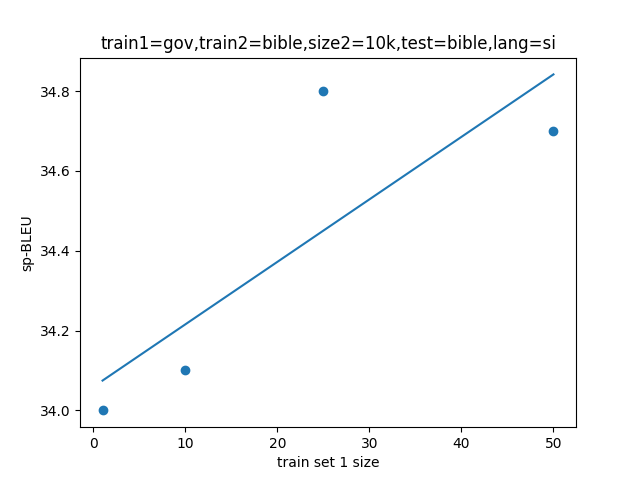 train1=gov,train2=bible,size2=10k,test=bible,lang=si
34.8
34.6
34.4
34.2
34.0
sp-BLEU
0 10 20 30 40 50
train set 1 size